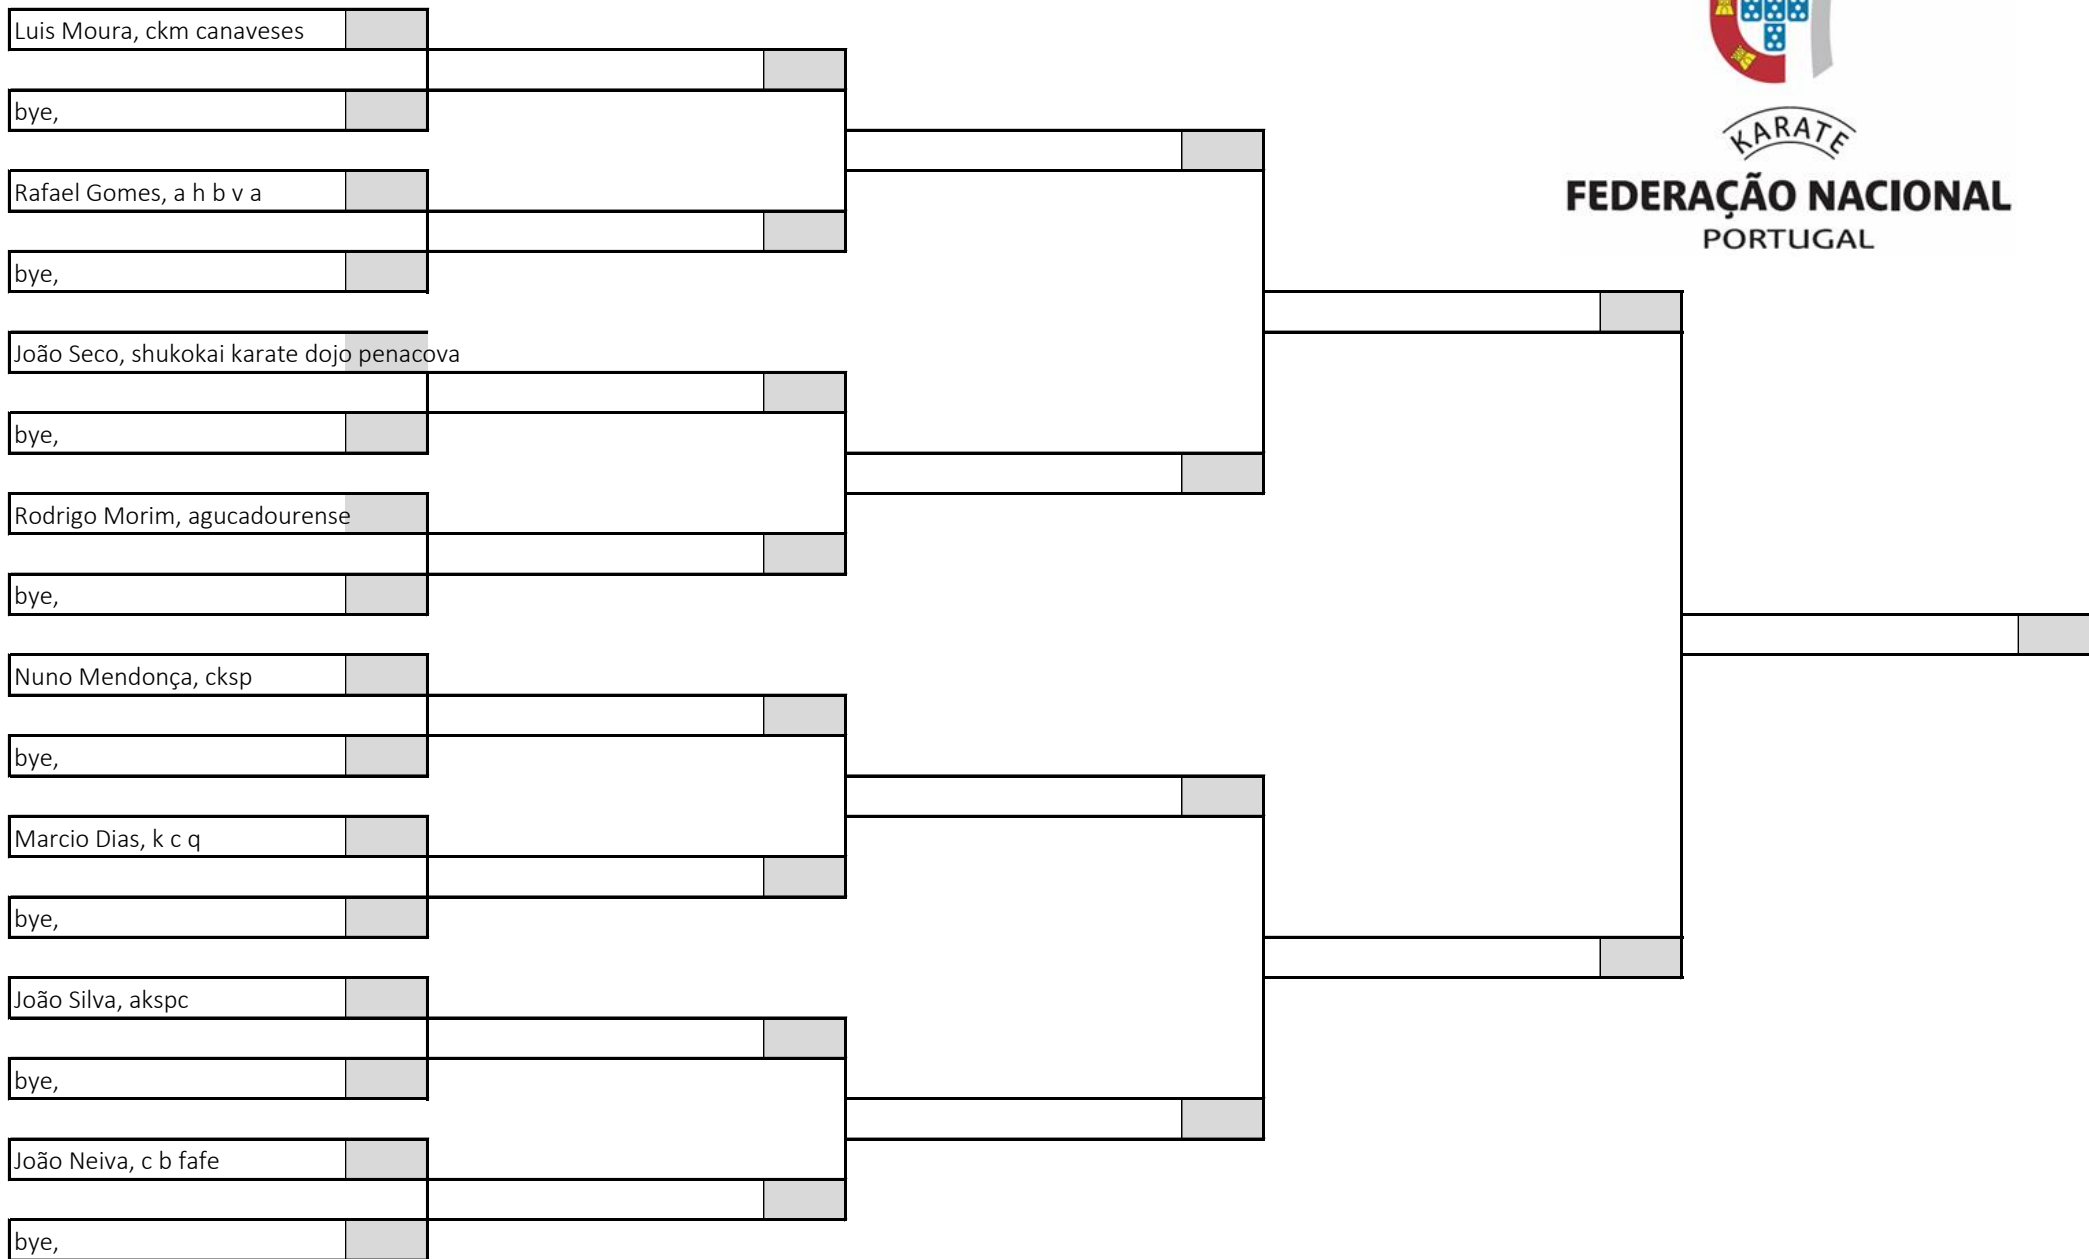 Luis Moura, ckm canaveses
bye,
Rafael Gomes, a h b v a
bye,
João Seco, shukokai karate dojo penacova
bye,
Rodrigo Morim, agucadourense
bye,
Nuno Mendonça, cksp
bye,
Marcio Dias, k c q
bye,
João Silva, akspc
bye,
João Neiva, c b fafe
bye,
KARATE
FEDERAÇÃO NACIONAL
PORTUGAL